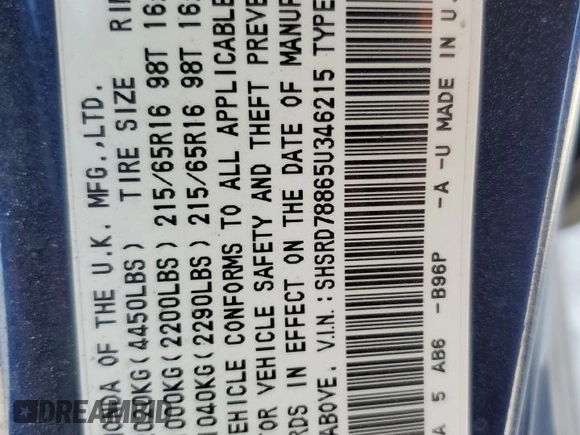 OF THE U.K. MFG.,LTD.
(4450LBS) TIRE SIZE RI
000KG(2200LBS) 215/65R16 98T 16
1040KG(2290LBS) 215/65R16 98T 16
VEHICLE CONFORMS TO ALL APPLICABLE
OR VEHICLE SAFETY AND THEFT PREVE
RDS IN EFFECT ON THE DATE OF MANUF
ABOVE. V.I.N.:SHSRD78865U346215 TYPE
A 5 AB6 -B96P -A -U MADE IN U.
DREAMBID